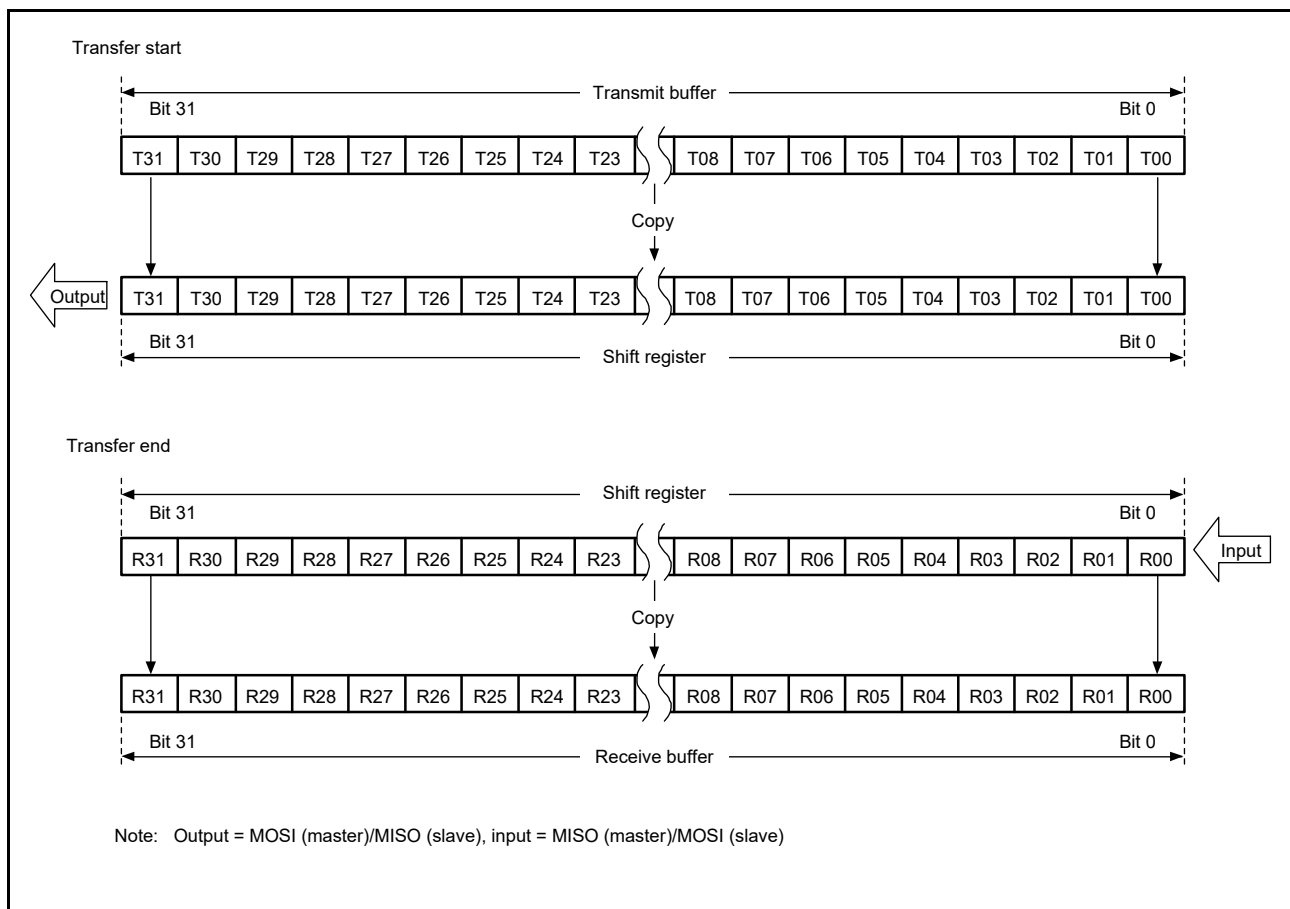 Transfer start
Transmit buffer
Bit 31 Bit 0
T31 T30 T29 T28 T27 T26 T25 T24 T23 T08 T07 T06 T05 T04 T03 T02 T01 T00
Copy
Output T31 T30 T29 T28 T27 T26 T25 T24 T23 T08 T07 T06 T05 T04 T03 T02 T01 T00
Bit 31 Bit 0
Shift register
Transfer end
Shift register
Bit 31 Bit 0
R31 R30 R29 R28 R27 R26 R25 R24 R23 R08 R07 R06 R05 R04 R03 R02 R01 R00 Input
Copy
R31 R30 R29 R28 R27 R26 R25 R24 R23 R08 R07 R06 R05 R04 R03 R02 R01 R00
Bit 31 Bit 0
Receive buffer
Note: Output = MOSI (master)/MISO (slave), input = MISO (master)/MOSI (slave)